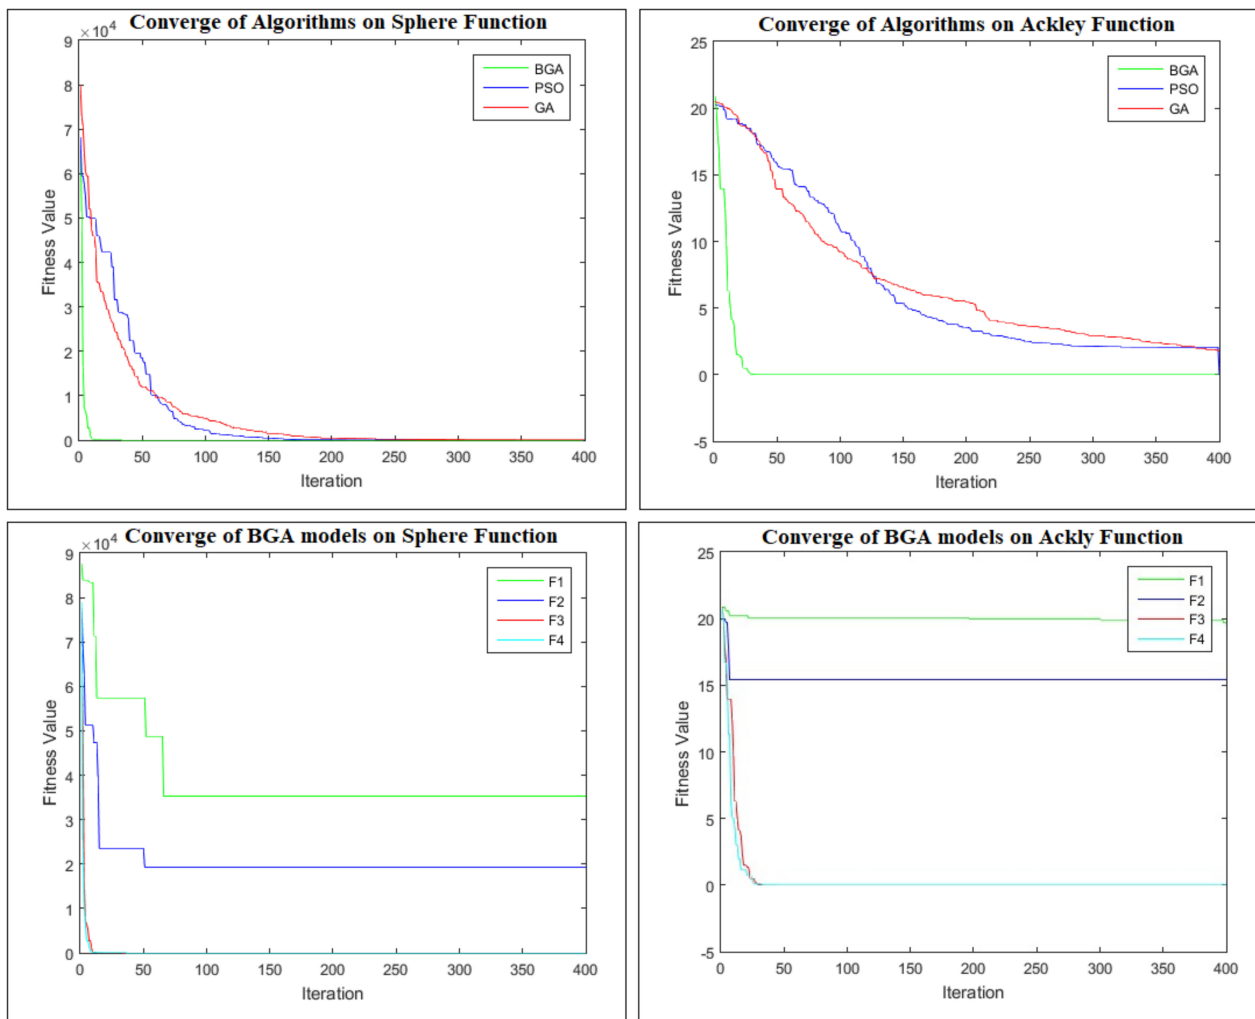 Converge of Algorithms on Sphere Function
×10⁴
9
8
7
6
5
4
3
2
1
0
Fitness Value
BGA
PSO
GA
0 50 100 150 200 250 300 350 400
Iteration
Converge of Algorithms on Ackley Function
25
20
15
10
5
0
-5
Fitness Value
BGA
PSO
GA
0 50 100 150 200 250 300 350 400
Iteration
Converge of BGA models on Sphere Function
×10⁴
9
8
7
6
5
4
3
2
1
0
Fitness Value
F1
F2
F3
F4
0 50 100 150 200 250 300 350 400
Iteration
Converge of BGA models on Ackly Function
25
20
15
10
5
0
-5
Fitness Value
F1
F2
F3
F4
0 50 100 150 200 250 300 350 400
Iteration